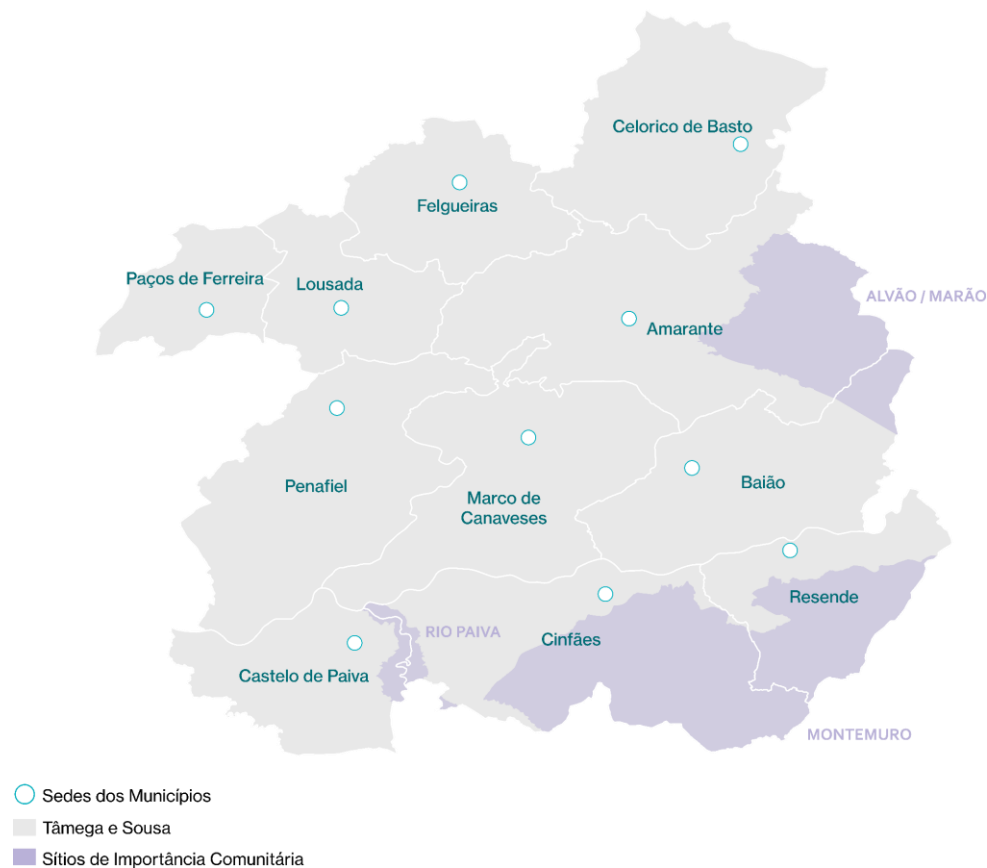 Celorico de Basto
Felgueiras
Paços de Ferreira
Lousada
ALVÃO / MARÃO
Amarante
Penafiel
Baião
Marco de
Canaveses
Resende
RIO PAIVA
Cinfães
Castelo de Paiva
MONTEMURO
Sedes dos Municípios
Tâmega e Sousa
Sítios de Importância Comunitária